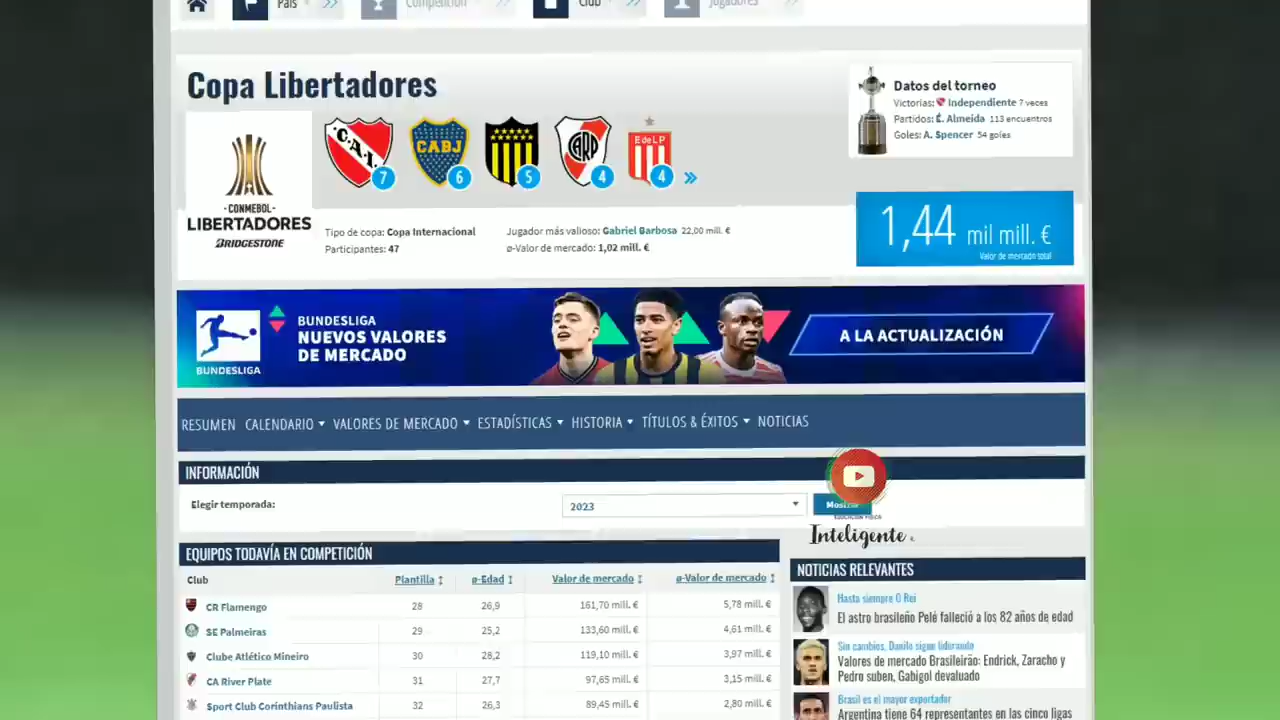 País
Competición
Club
Jugadores
Copa Libertadores
C.A.I.
7
CABJ
6
5
CARP
4
E de LP
4
Datos del torneo
Victorias: Independiente 7 veces
Partidos: É. Almeida 113 encuentros
Goles: A. Spencer 54 goles
·CONMEBOL·
LIBERTADORES
BRIDGESTONE
Tipo de copa: Copa Internacional
Participantes: 47
Jugador más valioso: Gabriel Barbosa 22,00 mill. €
ø-Valor de mercado: 1,02 mill. €
1,44 mil mill. €
Valor de mercado total
BUNDESLIGA
BUNDESLIGA
NUEVOS VALORES
DE MERCADO
A LA ACTUALIZACIÓN
RESUMEN CALENDARIO VALORES DE MERCADO ESTADÍSTICAS HISTORIA TÍTULOS & ÉXITOS NOTICIAS
INFORMACIÓN
Elegir temporada:
2023
Mostrar
EDUCACIÓN FÍSICA
Inteligente
EQUIPOS TODAVÍA EN COMPETICIÓN
Club Plantilla ø-Edad Valor de mercado ø-Valor de mercado
CR Flamengo 28 26,9 161,70 mill. € 5,78 mill. €
SE Palmeiras 29 25,2 133,60 mill. € 4,61 mill. €
Clube Atlético Mineiro 30 28,2 119,10 mill. € 3,97 mill. €
CA River Plate 31 27,7 97,65 mill. € 3,15 mill. €
Sport Club Corinthians Paulista 32 26,3 89,45 mill. € 2,80 mill. €
NOTICIAS RELEVANTES
Hasta siempre O Rei
El astro brasileño Pelé falleció a los 82 años de edad
Sin cambios, Danilo sigue liderando
Valores de mercado Brasileirão: Endrick, Zaracho y
Pedro suben, Gabigol devaluado
Brasil es el mayor exportador
Argentina tiene 64 representantes en las cinco ligas